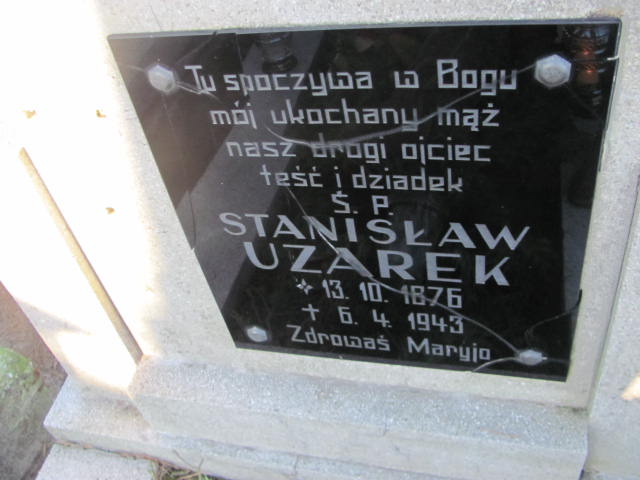 Tu spoczywa w Bogu
mój ukochany mąż
nasz drogi ojciec
teść i dziadek
Ś. P.
STANISŁAW
UZAREK
* 13. 10. 1876
+ 6. 4. 1943
Zdrowaś Maryjo